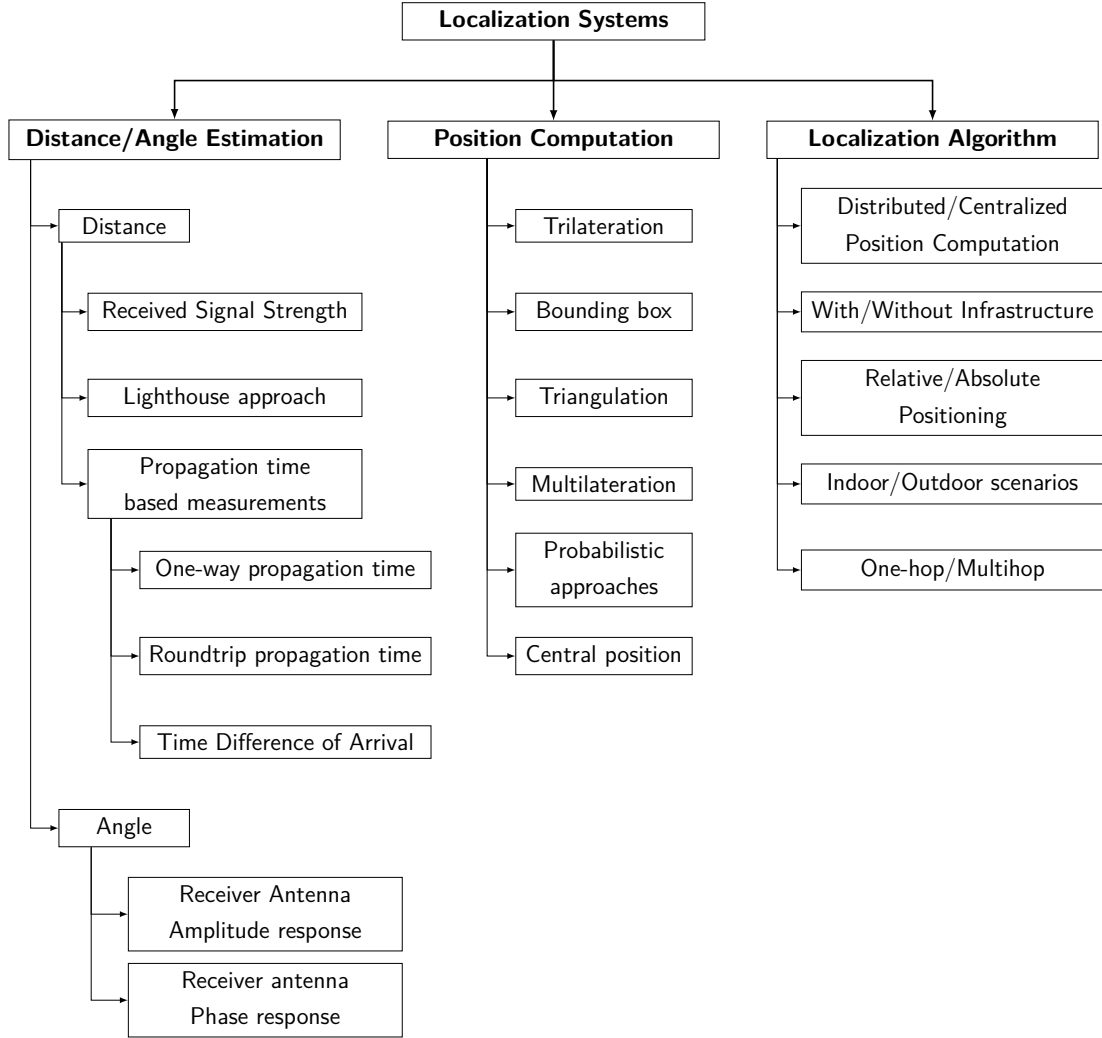 Localization Systems
Distance/Angle Estimation
Distance
Received Signal Strength
Lighthouse approach
Propagation time
based measurements
One-way propagation time
Roundtrip propagation time
Time Difference of Arrival
Angle
Receiver Antenna
Amplitude response
Receiver antenna
Phase response
Position Computation
Trilateration
Bounding box
Triangulation
Multilateration
Probabilistic
approaches
Central position
Localization Algorithm
Distributed/Centralized
Position Computation
With/Without Infrastructure
Relative/Absolute
Positioning
Indoor/Outdoor scenarios
One-hop/Multihop